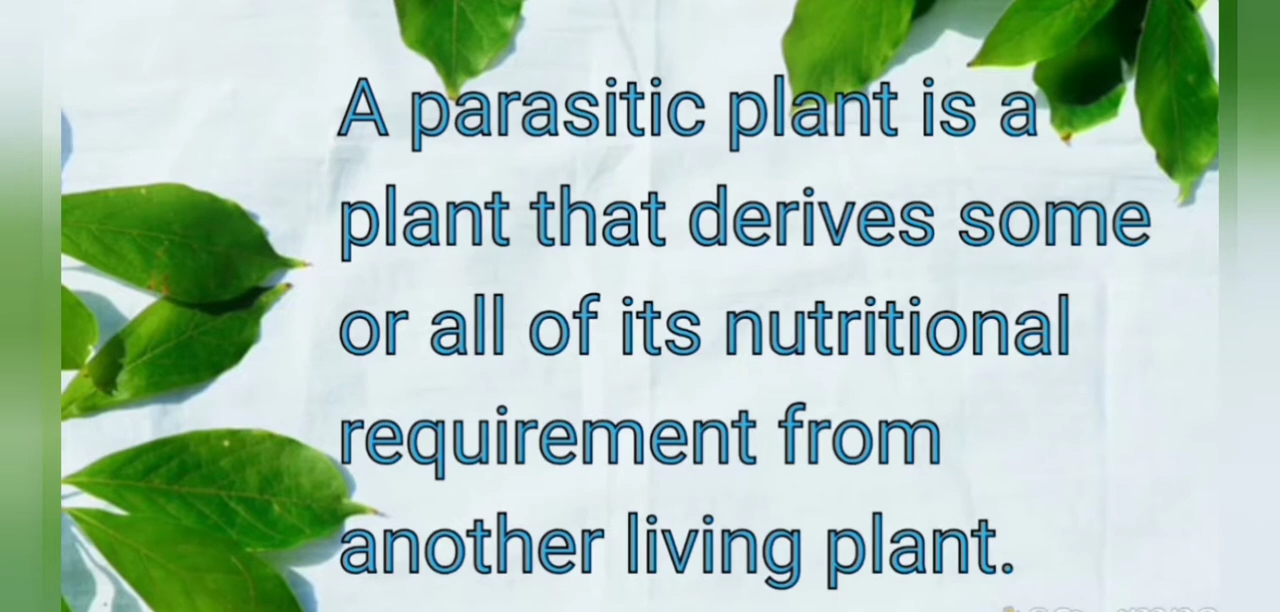 A parasitic plant is a
plant that derives some
or all of its nutritional
requirement from
another living plant.